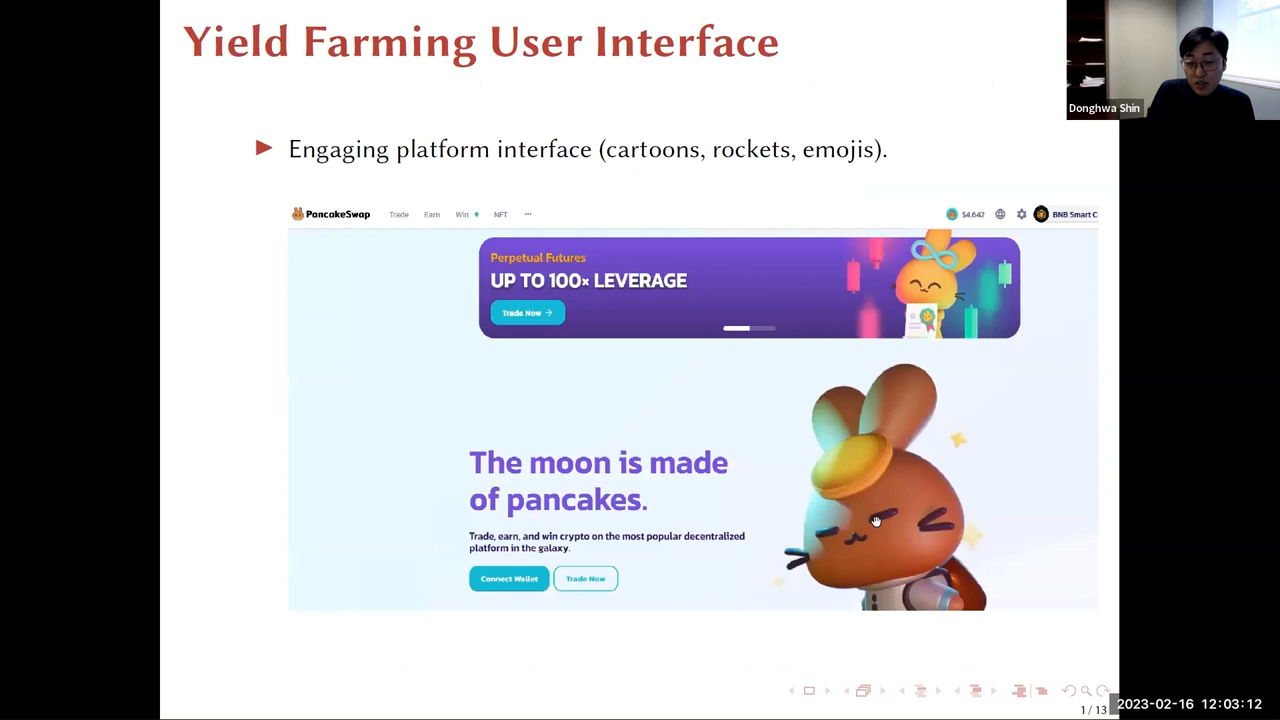 Yield Farming User Interface
Donghwa Shin
Engaging platform interface (cartoons, rockets, emojis).
PancakeSwap Trade Earn Win NFT ... $4.642 BNB Smart C
Perpetual Futures
UP TO 100× LEVERAGE
Trade Now →
The moon is made
of pancakes.
Trade, earn, and win crypto on the most popular decentralized
platform in the galaxy.
Connect Wallet Trade Now
1 / 13
2023-02-16 12:03:12